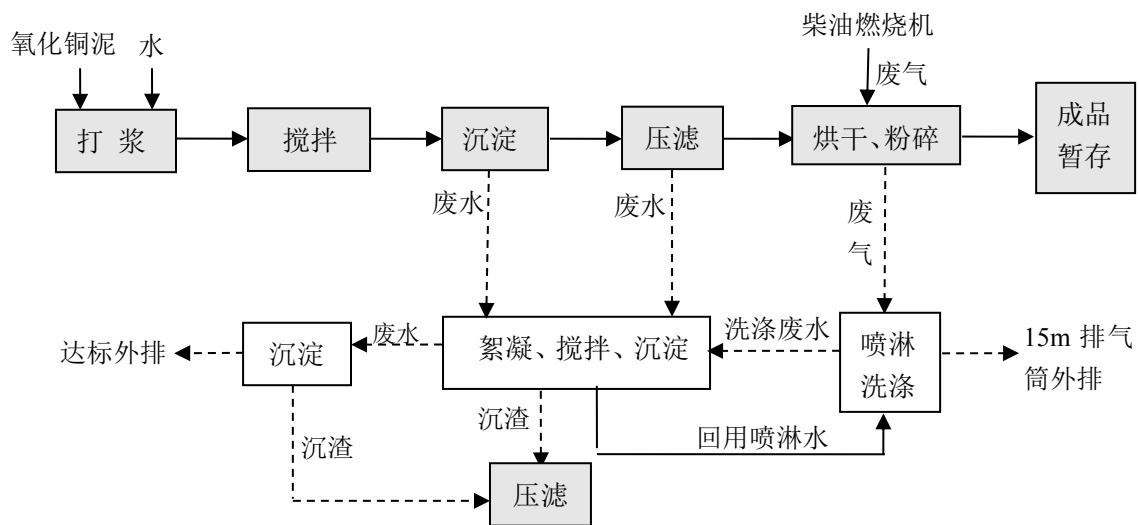 柴油燃烧机
氧化铜泥 水
废气
打 浆
搅拌
沉淀
压滤
烘干、粉碎
成品
暂存
废水
废水
废
气
达标外排
沉淀
废水
絮凝、搅拌、沉淀
洗涤废水
喷淋
洗涤
15m 排气
筒外排
沉渣
沉渣
回用喷淋水
压滤